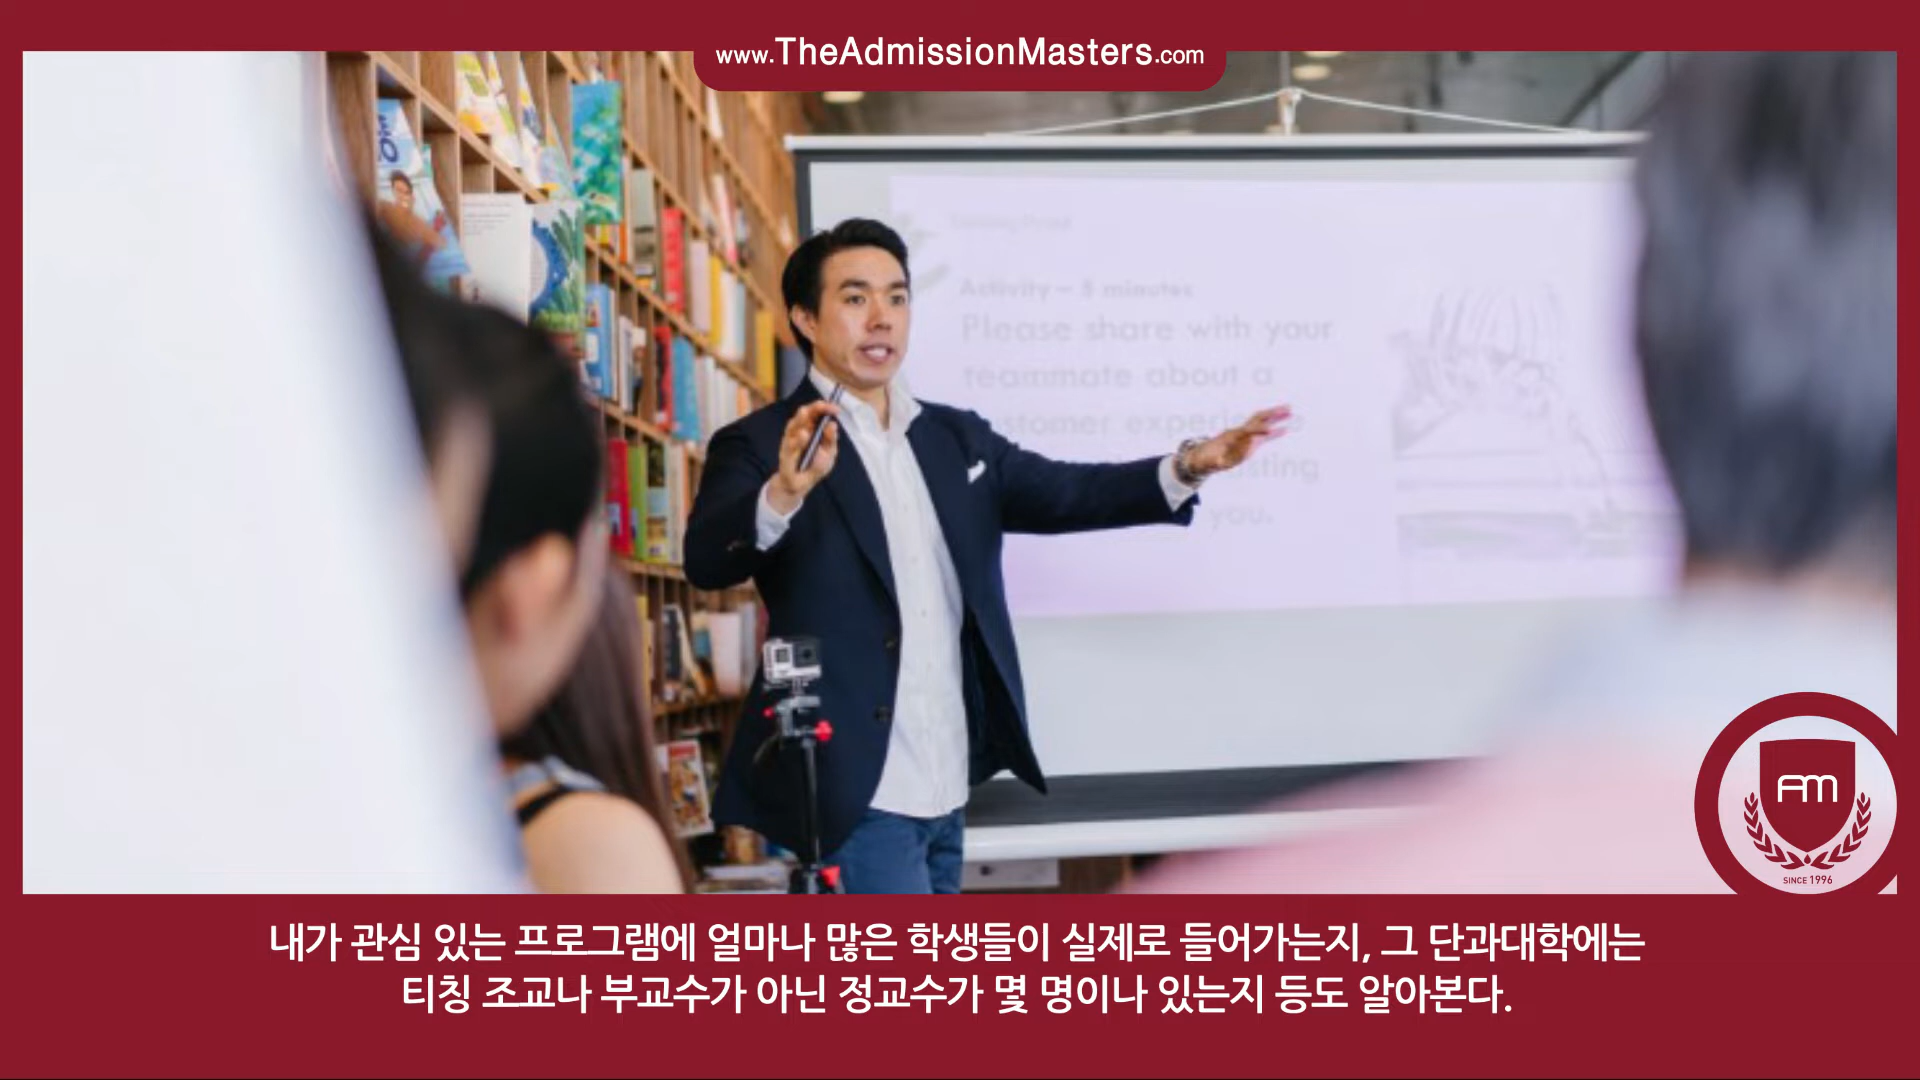 www.TheAdmissionMasters.com
Activity – 5 minutes
Please share with your
teammate about a
you.
AM
SINCE 1996
내가 관심 있는 프로그램에 얼마나 많은 학생들이 실제로 들어가는지, 그 단과대학에는
티칭 조교나 부교수가 아닌 정교수가 몇 명이나 있는지 등도 알아본다.